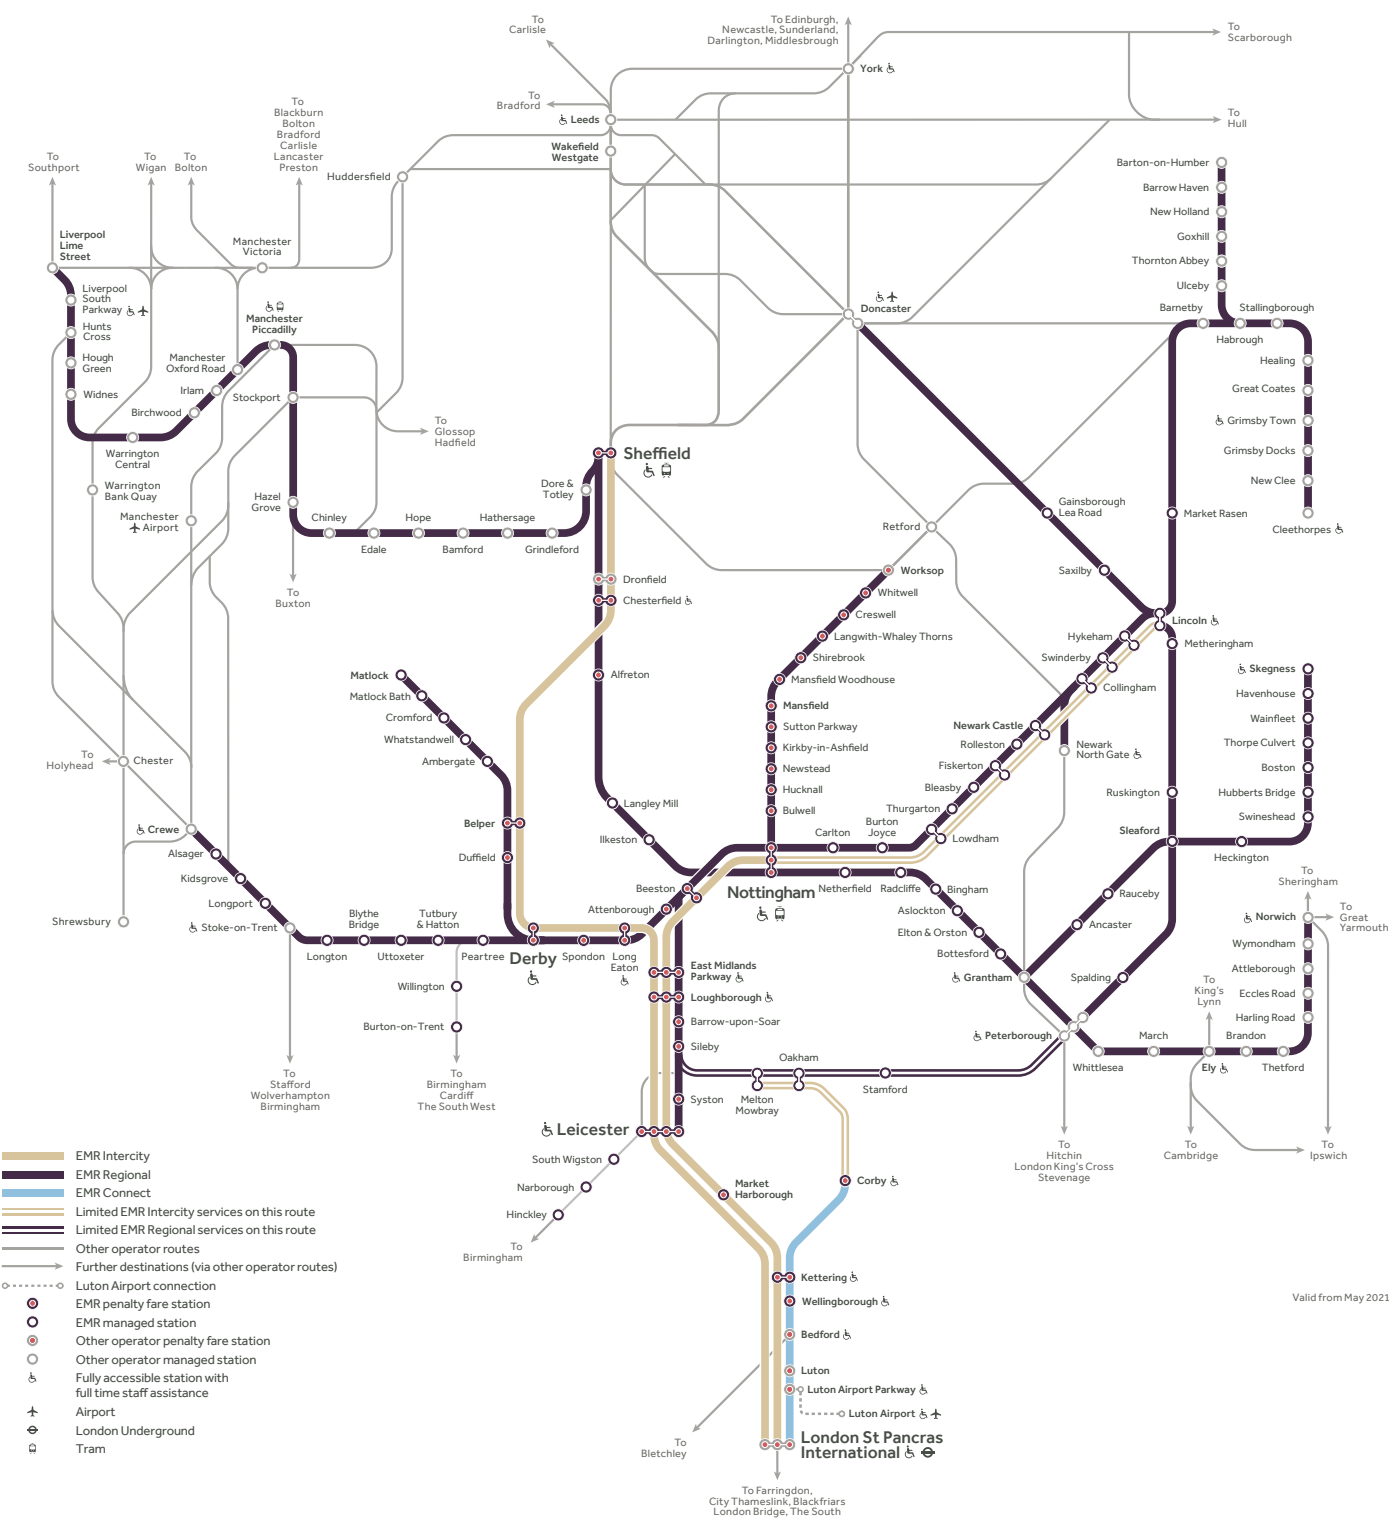 To
Carlisle
To Edinburgh,
Newcastle, Sunderland,
Darlington, Middlesbrough
To
Scarborough
York
To
Bradford
Leeds
To
Hull
Wakefield
Westgate
To
Blackburn
Bolton
Bradford
Carlisle
Lancaster
Preston
To
Southport
To
Wigan
To
Bolton
Huddersfield
Barton-on-Humber
Barrow Haven
New Holland
Goxhill
Thornton Abbey
Ulceby
Barnetby
Stallingborough
Habrough
Healing
Great Coates
Grimsby Town
Grimsby Docks
New Clee
Cleethorpes
Liverpool
Lime
Street
Manchester
Victoria
Liverpool
South
Parkway
Hunts
Cross
Hough
Green
Widnes
Manchester
Piccadilly
Manchester
Oxford Road
Irlam
Birchwood
Stockport
Warrington
Central
Warrington
Bank Quay
Manchester
Airport
Hazel
Grove
To
Glossop
Hadfield
Doncaster
Sheffield
Dore &
Totley
Chinley
Hope
Hathersage
Edale
Bamford
Grindleford
To
Buxton
Dronfield
Chesterfield
Alfreton
Langley Mill
Ilkeston
Retford
Worksop
Whitwell
Creswell
Langwith-Whaley Thorns
Shirebrook
Mansfield Woodhouse
Mansfield
Sutton Parkway
Kirkby-in-Ashfield
Newstead
Hucknall
Bulwell
Gainsborough
Lea Road
Market Rasen
Saxilby
Lincoln
Hykeham
Metheringham
Swinderby
Collingham
Newark Castle
Rolleston
Newark
North Gate
Fiskerton
Bleasby
Thurgarton
Burton
Joyce
Carlton
Lowdham
Skegness
Havenhouse
Wainfleet
Thorpe Culvert
Boston
Hubberts Bridge
Swineshead
Ruskington
Sleaford
Heckington
Rauceby
Ancaster
Spalding
Matlock
Matlock Bath
Cromford
Whatstandwell
Ambergate
Belper
Duffield
To
Holyhead
Chester
Crewe
Alsager
Kidsgrove
Longport
Stoke-on-Trent
Shrewsbury
Blythe
Bridge
Tutbury
& Hatton
Longton
Uttoxeter
Peartree
Derby
Spondon
Long
Eaton
Attenborough
Beeston
Nottingham
Netherfield
Radcliffe
Bingham
Aslockton
Elton & Orston
Bottesford
Grantham
Willington
Burton-on-Trent
To
Birmingham
Cardiff
The South West
To
Stafford
Wolverhampton
Birmingham
East Midlands
Parkway
Loughborough
Barrow-upon-Soar
Sileby
Syston
Leicester
South Wigston
Narborough
Hinckley
To
Birmingham
Oakham
Melton
Mowbray
Stamford
Peterborough
Whittlesea
March
Ely
Brandon
Thetford
To
King's
Lynn
To
Sheringham
Norwich
To
Great
Yarmouth
Wymondham
Attleborough
Eccles Road
Harling Road
To
Hitchin
London King's Cross
Stevenage
To
Cambridge
To
Ipswich
Corby
Market
Harborough
Kettering
Wellingborough
Bedford
Luton
Luton Airport Parkway
Luton Airport
London St Pancras
International
To
Bletchley
To Farringdon,
City Thameslink, Blackfriars
London Bridge, The South
EMR Intercity
EMR Regional
EMR Connect
Limited EMR Intercity services on this route
Limited EMR Regional services on this route
Other operator routes
Further destinations (via other operator routes)
Luton Airport connection
EMR penalty fare station
EMR managed station
Other operator penalty fare station
Other operator managed station
Fully accessible station with
full time staff assistance
Airport
London Underground
Tram
Valid from May 2021